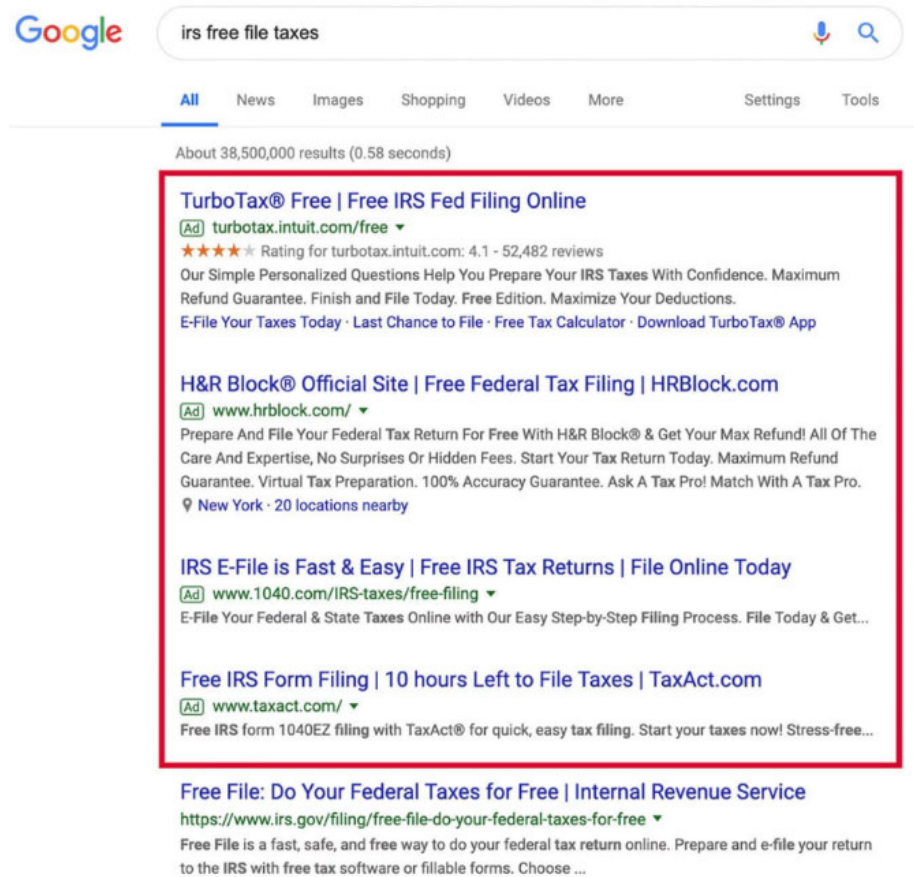 Google
irs free file taxes
All News Images Shopping Videos More Settings Tools
About 38,500,000 results (0.58 seconds)
TurboTax® Free | Free IRS Fed Filing Online
Ad turbotax.intuit.com/free
Rating for turbotax.intuit.com: 4.1 - 52,482 reviews
Our Simple Personalized Questions Help You Prepare Your IRS Taxes With Confidence. Maximum
Refund Guarantee. Finish and File Today. Free Edition. Maximize Your Deductions.
E-File Your Taxes Today · Last Chance to File · Free Tax Calculator · Download TurboTax® App
H&R Block® Official Site | Free Federal Tax Filing | HRBlock.com
Ad www.hrblock.com/
Prepare And File Your Federal Tax Return For Free With H&R Block® & Get Your Max Refund! All Of The
Care And Expertise, No Surprises Or Hidden Fees. Start Your Tax Return Today. Maximum Refund
Guarantee. Virtual Tax Preparation. 100% Accuracy Guarantee. Ask A Tax Pro! Match With A Tax Pro.
New York · 20 locations nearby
IRS E-File is Fast & Easy | Free IRS Tax Returns | File Online Today
Ad www.1040.com/IRS-taxes/free-filing
E-File Your Federal & State Taxes Online with Our Easy Step-by-Step Filing Process. File Today & Get...
Free IRS Form Filing | 10 hours Left to File Taxes | TaxAct.com
Ad www.taxact.com/
Free IRS form 1040EZ filing with TaxAct® for quick, easy tax filing. Start your taxes now! Stress-free...
Free File: Do Your Federal Taxes for Free | Internal Revenue Service
https://www.irs.gov/filing/free-file-do-your-federal-taxes-for-free
Free File is a fast, safe, and free way to do your federal tax return online. Prepare and e-file your return
to the IRS with free tax software or fillable forms. Choose ...